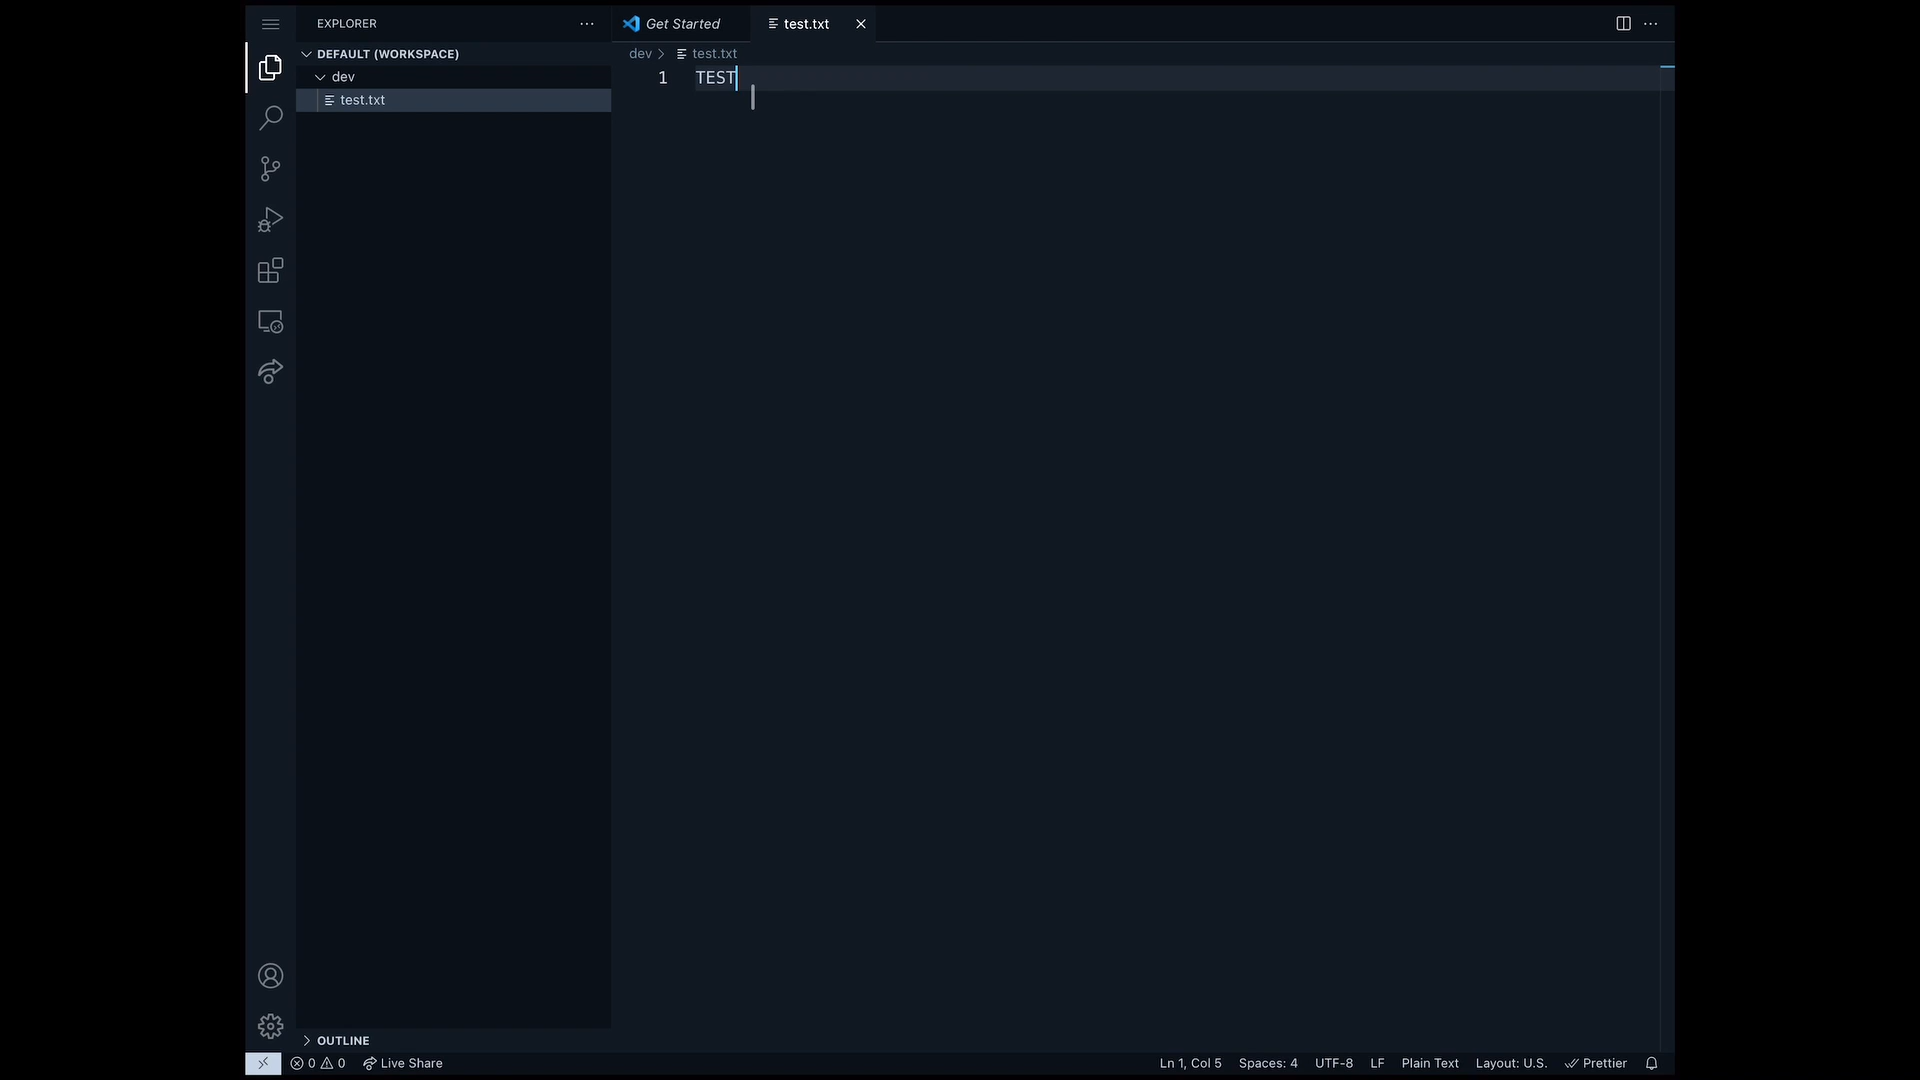 EXPLORER
Get Started
test.txt
DEFAULT (WORKSPACE)
dev
test.txt
dev > test.txt
1 TEST
OUTLINE
0 0 Live Share
Ln 1, Col 5 Spaces: 4 UTF-8 LF Plain Text Layout: U.S. Prettier